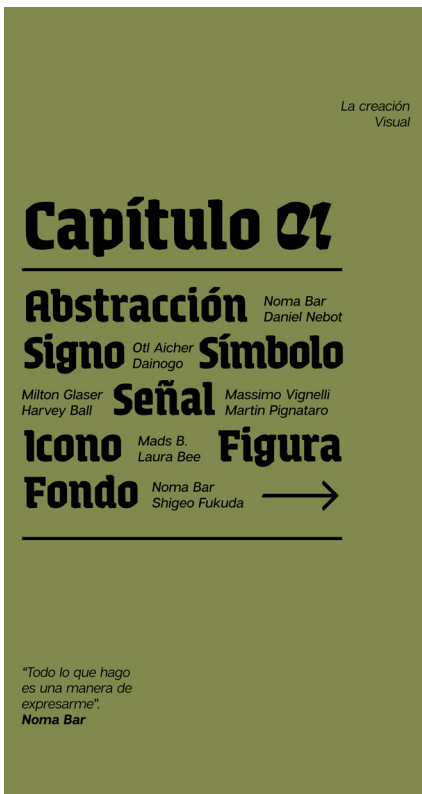 La creación
Visual
Capítulo 01
Abstracción Noma Bar
Daniel Nebot
Signo Otl Aicher
Dainogo Símbolo
Milton Glaser
Harvey Ball Señal Massimo Vignelli
Martin Pignataro
Icono Mads B.
Laura Bee Figura
Fondo Noma Bar
Shigeo Fukuda
“Todo lo que hago
es una manera de
expresarme”.
Noma Bar